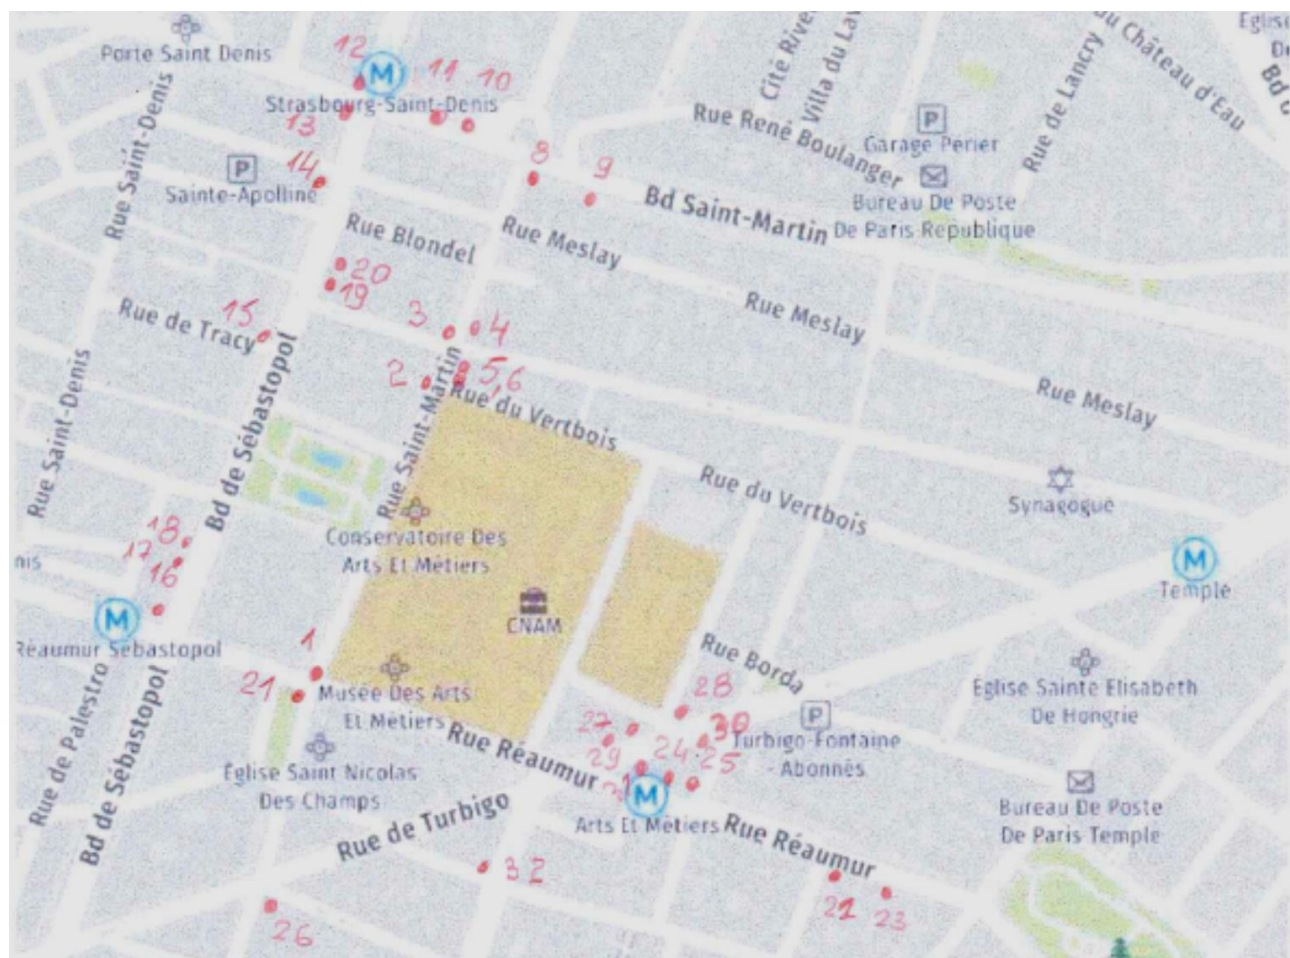 Porte Saint Denis
12
M
11
10
Strasbourg-Saint-Denis
13
14
P
Sainte-Apolline
Rue Saint-Denis
Cité
Villa du
Rue René Boulanger
P
Garage Perier
Rue de Lancry
du Château d'Eau
Bureau De Poste
De Paris Republique
8
9
Bd Saint-Martin
Rue Blondel
Rue Meslay
20
19
15
Rue de Tracy
3
4
2
5,6
Rue Meslay
Rue Meslay
Rue Saint-Denis
Bd de Sébastopol
Rue Saint-Martin
Rue du Vertbois
Rue du Vertbois
Synagogue
Conservatoire Des
Arts Et Métiers
18
17
16
M
Réaumur Sébastopol
CNAM
M
Temple
1
21
Musée Des Arts
Et Métiers
Rue Borda
28
Eglise Sainte Elisabeth
De Hongrie
27
30
P
Turbigo-Fontaine
- Abonnés
29
24
25
Rue Réaumur
M
Arts Et Métiers
Rue Réaumur
Église Saint Nicolas
Des Champs
Rue de Palestro
Bd de Sébastopol
Rue de Turbigo
Bureau De Poste
De Paris Temple
32
23
26